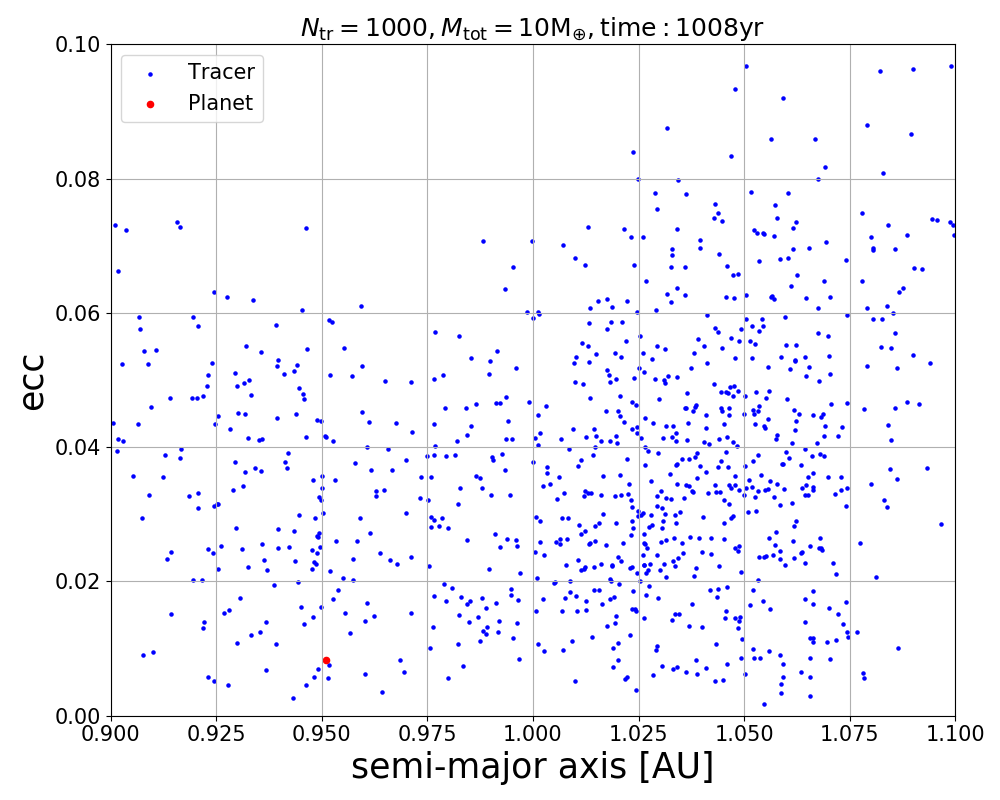 N_tr = 1000, M_tot = 10M_⊕, time : 1008yr
0.10
Tracer
Planet
0.08
0.06
ecc
0.04
0.02
0.00
0.900 0.925 0.950 0.975 1.000 1.025 1.050 1.075 1.100
semi-major axis [AU]